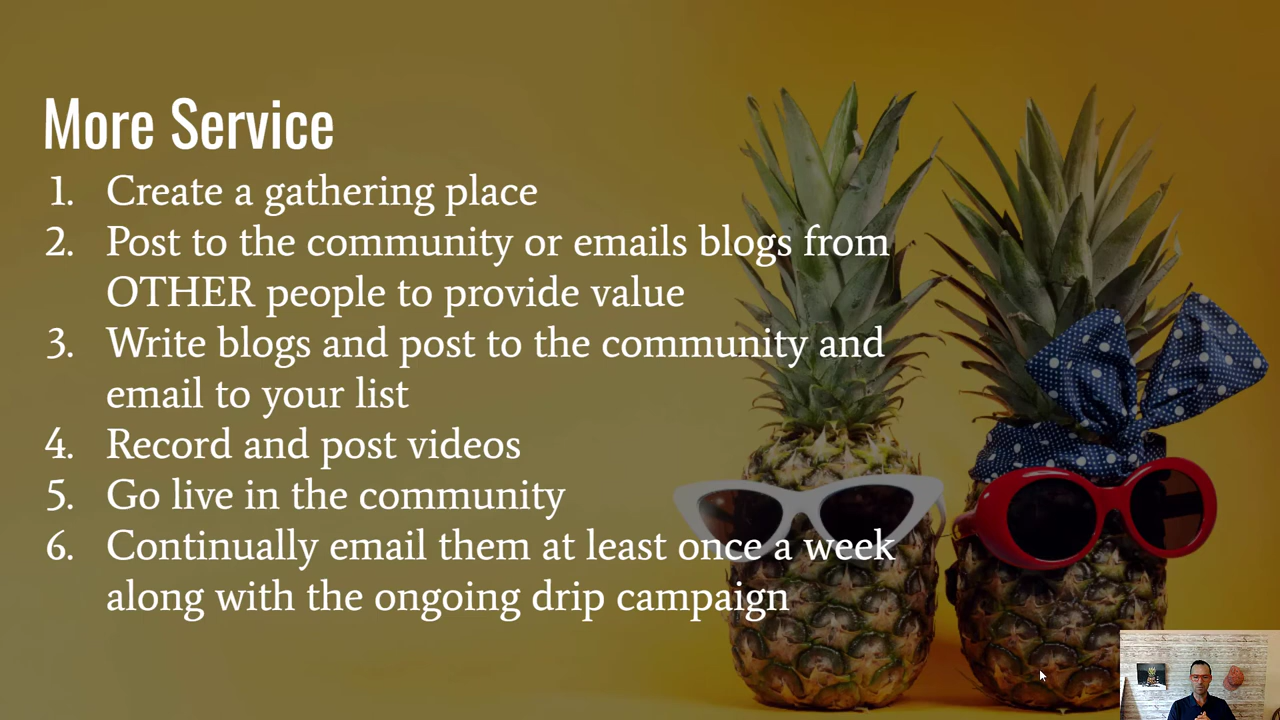 More Service
1. Create a gathering place
2. Post to the community or emails blogs from
OTHER people to provide value
3. Write blogs and post to the community and
email to your list
4. Record and post videos
5. Go live in the community
6. Continually email them at least once a week
along with the ongoing drip campaign